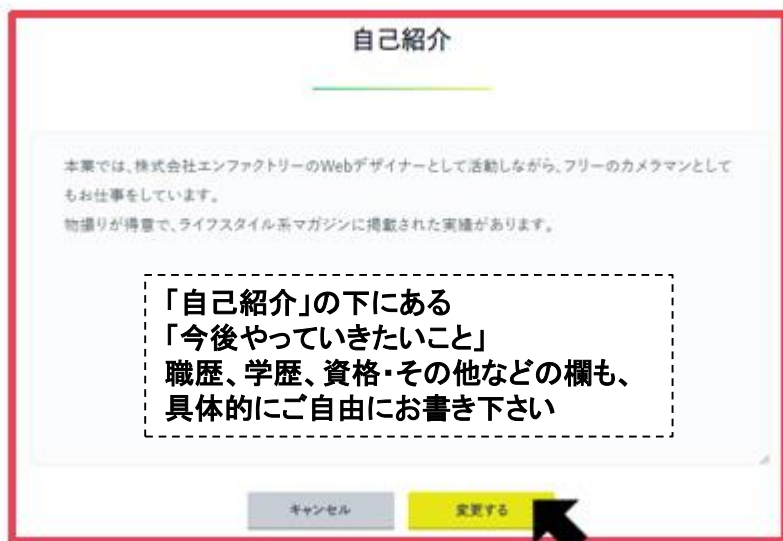 自己紹介
本業では、株式会社エンファクトリーのWebデザイナーとして活動しながら、フリーのカメラマンとして
もお仕事をしています。
物撮りが得意で、ライフスタイル系マガジンに掲載された実績があります。
「自己紹介」の下にある
「今後やっていきたいこと」
職歴、学歴、資格・その他などの欄も、
具体的にご自由にお書き下さい
キャンセル
変更する